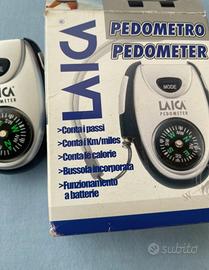 PEDOMETRO
PEDOMETER
LAICA
➤Conta i passi
➤Conta i Km/miles
➤Conta le calorie
➤Bussola incorporata
➤Funzionamento
a batterie
MODE
LAICA
PEDOMETER
LAICA
PEDOMETER
subito